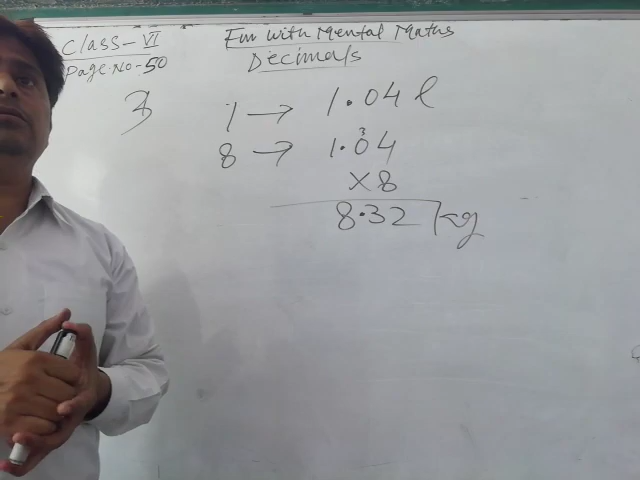 Class-VI
Page.No-50
Fun with Mental Maths
Decimals
3
1 → 1.04 l
8 → 1.04
3
×8
8.32 kg